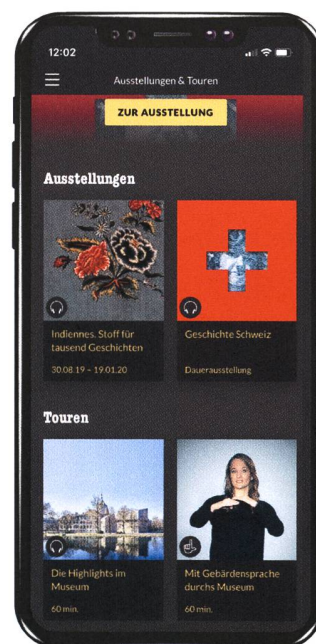 12:02
Ausstellungen & Touren
ZUR AUSSTELLUNG
Ausstellungen
Indiennes. Stoff für
tausend Geschichten
30.08.19 – 19.01.20
Geschichte Schweiz
Dauerausstellung
Touren
Die Highlights im
Museum
60 min.
Mit Gebärdensprache
durchs Museum
60 min.